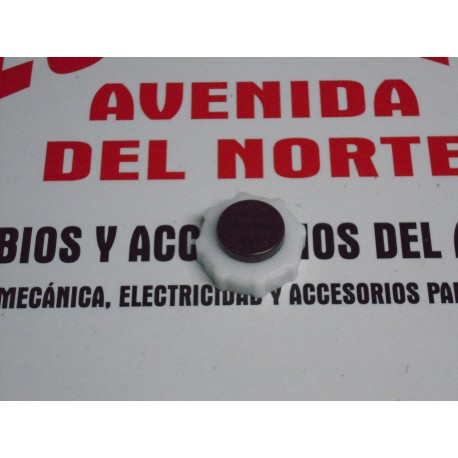 AVENIDA
DEL NORTE
BIOS Y ACC IOS DEL A
MECÁNICA, ELECTRICIDAD Y ACCESORIOS PA